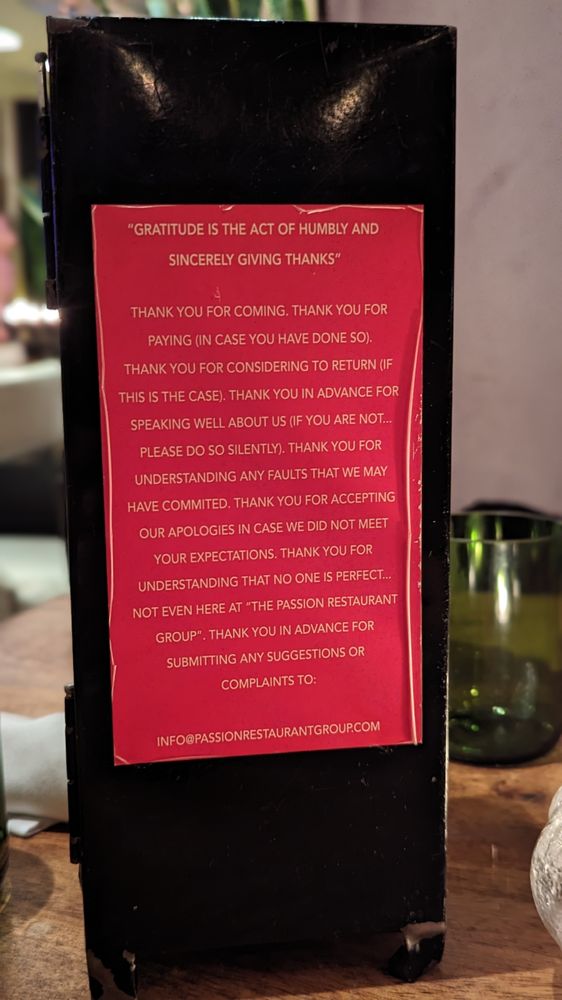 "GRATITUDE IS THE ACT OF HUMBLY AND
SINCERELY GIVING THANKS"
THANK YOU FOR COMING. THANK YOU FOR
PAYING (IN CASE YOU HAVE DONE SO).
THANK YOU FOR CONSIDERING TO RETURN (IF
THIS IS THE CASE). THANK YOU IN ADVANCE FOR
SPEAKING WELL ABOUT US (IF YOU ARE NOT...
PLEASE DO SO SILENTLY). THANK YOU FOR
UNDERSTANDING ANY FAULTS THAT WE MAY
HAVE COMMITED. THANK YOU FOR ACCEPTING
OUR APOLOGIES IN CASE WE DID NOT MEET
YOUR EXPECTATIONS. THANK YOU FOR
UNDERSTANDING THAT NO ONE IS PERFECT...
NOT EVEN HERE AT "THE PASSION RESTAURANT
GROUP". THANK YOU IN ADVANCE FOR
SUBMITTING ANY SUGGESTIONS OR
COMPLAINTS TO:
INFO@PASSIONRESTAURANTGROUP.COM